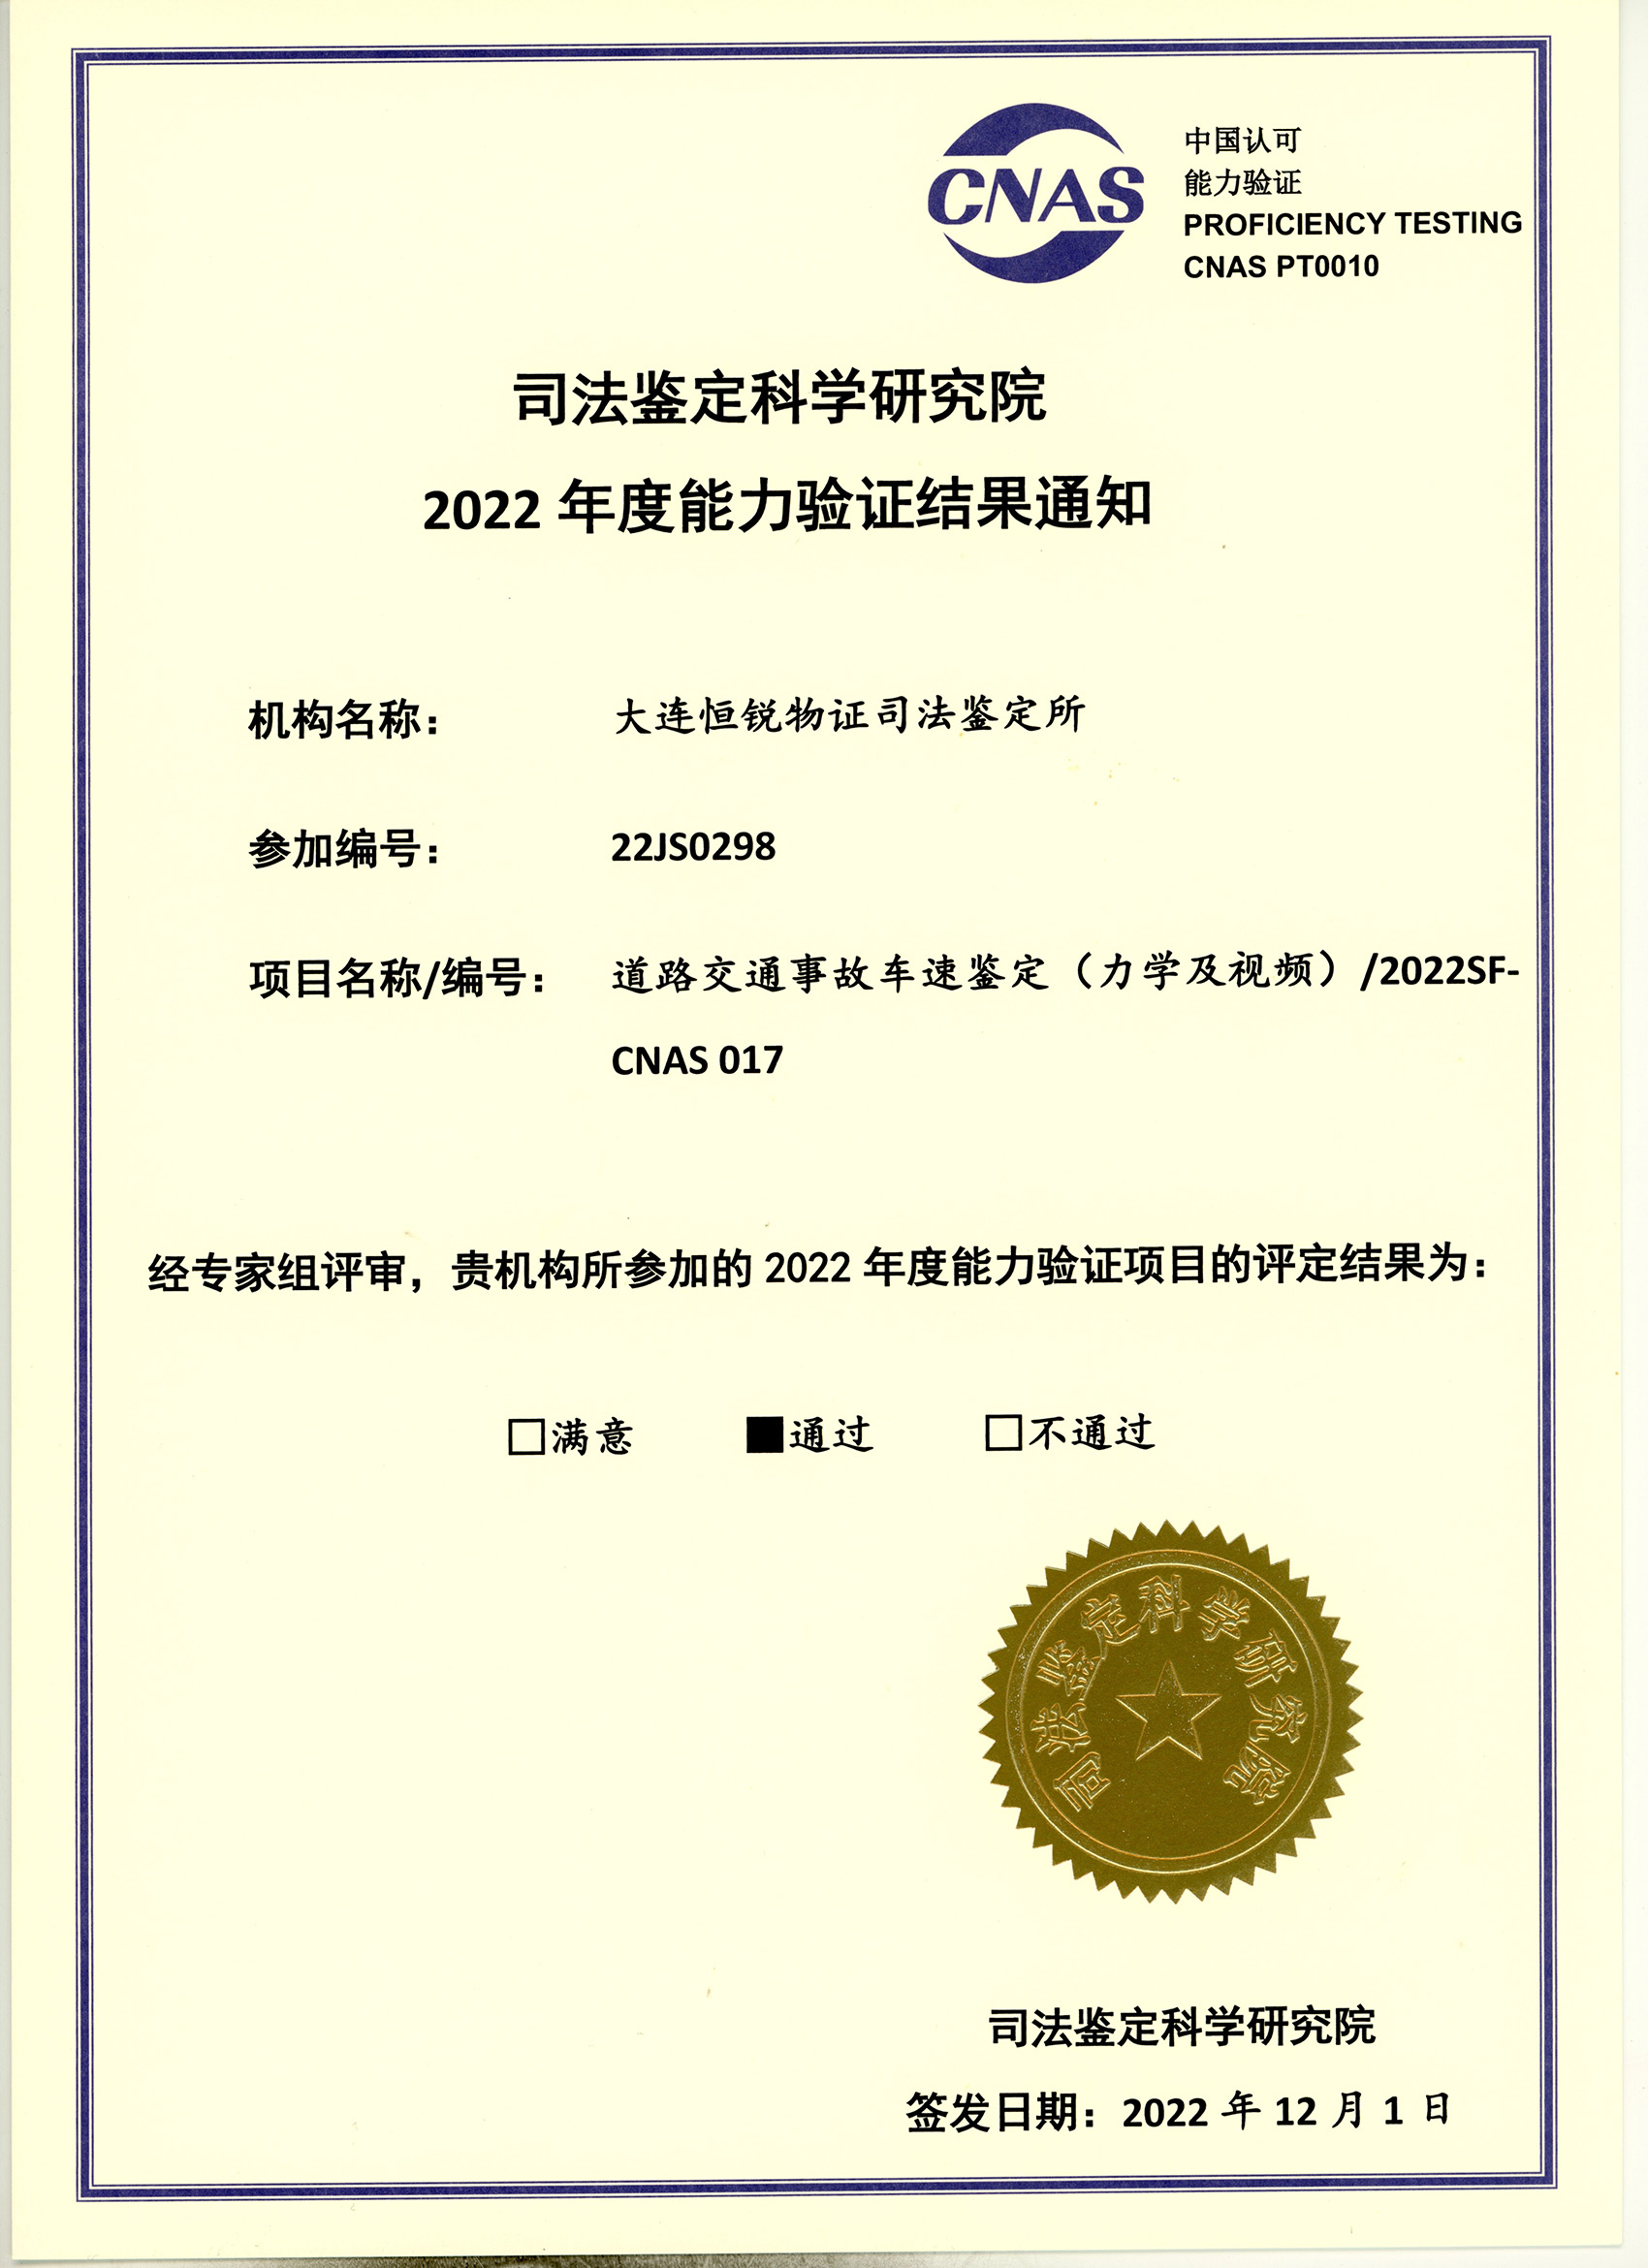 CNAS
中国认可
能力验证
PROFICIENCY TESTING
CNAS PT0010
司法鉴定科学研究院
2022 年度能力验证结果通知
机构名称： 大连恒锐物证司法鉴定所
参加编号： 22JS0298
项目名称/编号： 道路交通事故车速鉴定（力学及视频）/2022SF-
CNAS 017
经专家组评审，贵机构所参加的 2022 年度能力验证项目的评定结果为：
□满意 ■通过 □不通过
司法鉴定科学研究院
司法鉴定科学研究院
签发日期：2022 年 12 月 1 日